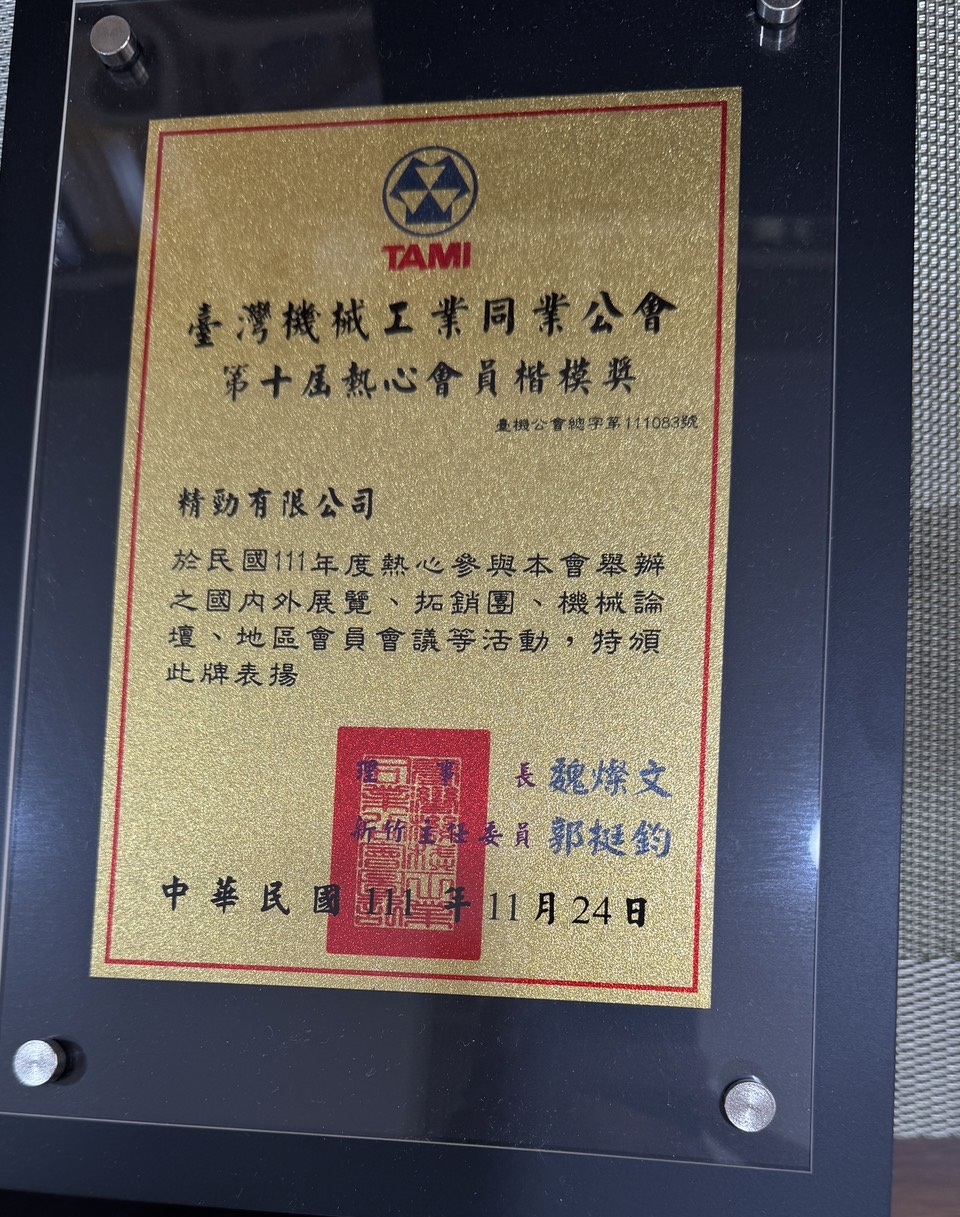 TAMI
臺灣機械工業同業公會
第十屆熱心會員楷模獎
臺機公會總字第111083號
精勁有限公司
於民國111年度熱心參與本會舉辦
之國內外展覽、拓銷團、機械論
壇、地區會員會議等活動，特頒
此牌表揚
理事長 魏燦文
新竹主任委員 郭挺鈞
中華民國111年11月24日